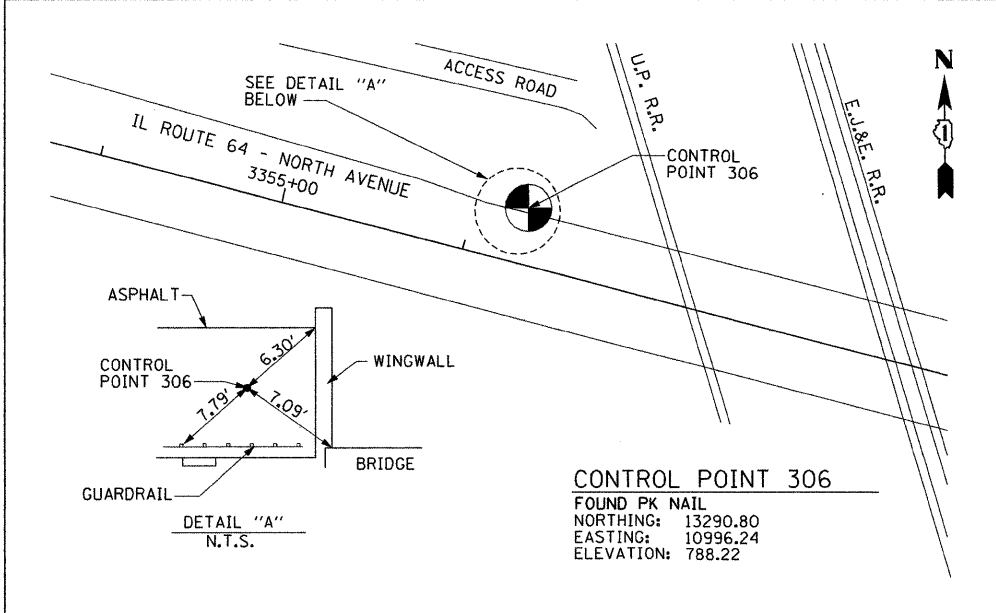 ACCESS ROAD
U.P. R.R.
E.J.&E. R.R.
N
1
SEE DETAIL "A"
BELOW
IL ROUTE 64 - NORTH AVENUE
3355+00
CONTROL
POINT 306
ASPHALT
6.30'
WINGWALL
CONTROL
POINT 306
7.79'
7.09'
BRIDGE
GUARDRAIL
DETAIL "A"
N.T.S.
CONTROL POINT 306
FOUND PK NAIL
NORTHING: 13290.80
EASTING: 10996.24
ELEVATION: 788.22